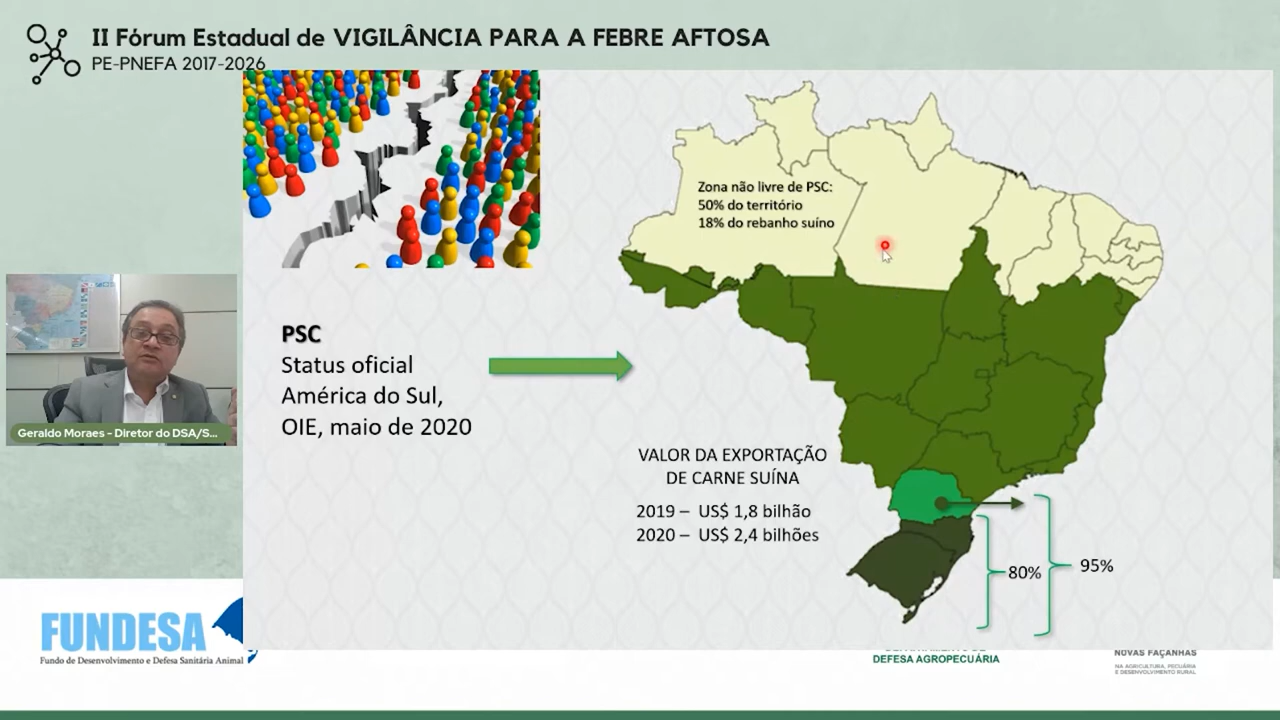 II Fórum Estadual de VIGILÂNCIA PARA A FEBRE AFTOSA
PE-PNEFA 2017-2026
Zona não livre de PSC:
50% do território
18% do rebanho suíno
PSC
Status oficial
América do Sul,
OIE, maio de 2020
Geraldo Moraes - Diretor do DSA/S...
VALOR DA EXPORTAÇÃO
DE CARNE SUÍNA
2019 – US$ 1,8 bilhão
2020 – US$ 2,4 bilhões
80%
95%
FUNDESA
Fundo de Desenvolvimento e Defesa Sanitária Animal
DEFESA AGROPECUÁRIA
NOVAS FAÇANHAS
NA AGRICULTURA, PECUÁRIA
E DESENVOLVIMENTO RURAL